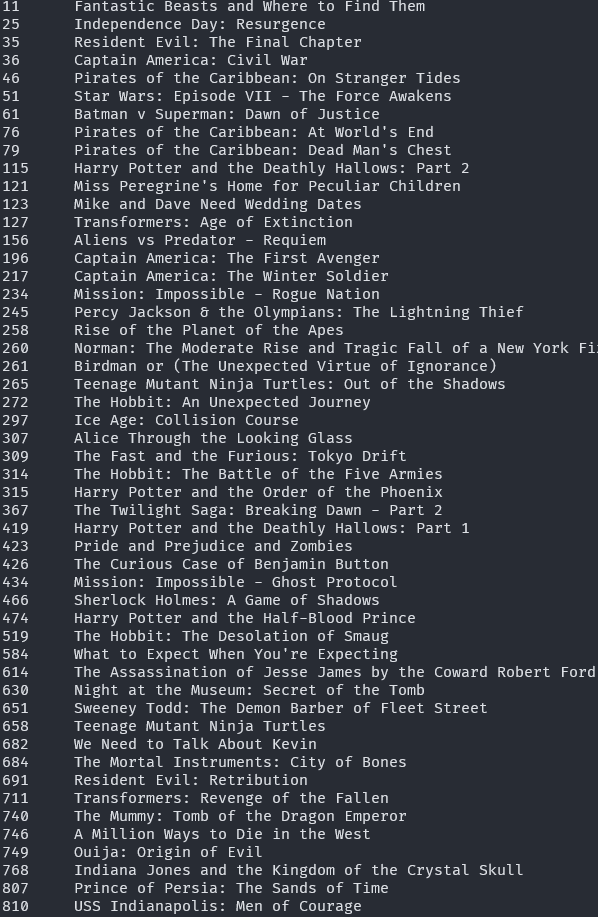 11 Fantastic Beasts and Where to Find Them
25 Independence Day: Resurgence
35 Resident Evil: The Final Chapter
36 Captain America: Civil War
46 Pirates of the Caribbean: On Stranger Tides
51 Star Wars: Episode VII - The Force Awakens
61 Batman v Superman: Dawn of Justice
76 Pirates of the Caribbean: At World's End
79 Pirates of the Caribbean: Dead Man's Chest
115 Harry Potter and the Deathly Hallows: Part 2
121 Miss Peregrine's Home for Peculiar Children
123 Mike and Dave Need Wedding Dates
127 Transformers: Age of Extinction
156 Aliens vs Predator - Requiem
196 Captain America: The First Avenger
217 Captain America: The Winter Soldier
234 Mission: Impossible - Rogue Nation
245 Percy Jackson & the Olympians: The Lightning Thief
258 Rise of the Planet of the Apes
260 Norman: The Moderate Rise and Tragic Fall of a New York
261 Birdman or (The Unexpected Virtue of Ignorance)
265 Teenage Mutant Ninja Turtles: Out of the Shadows
272 The Hobbit: An Unexpected Journey
297 Ice Age: Collision Course
307 Alice Through the Looking Glass
309 The Fast and the Furious: Tokyo Drift
314 The Hobbit: The Battle of the Five Armies
315 Harry Potter and the Order of the Phoenix
367 The Twilight Saga: Breaking Dawn - Part 2
419 Harry Potter and the Deathly Hallows: Part 1
423 Pride and Prejudice and Zombies
426 The Curious Case of Benjamin Button
434 Mission: Impossible - Ghost Protocol
466 Sherlock Holmes: A Game of Shadows
474 Harry Potter and the Half-Blood Prince
519 The Hobbit: The Desolation of Smaug
584 What to Expect When You're Expecting
614 The Assassination of Jesse James by the Coward Robert Ford
630 Night at the Museum: Secret of the Tomb
651 Sweeney Todd: The Demon Barber of Fleet Street
658 Teenage Mutant Ninja Turtles
682 We Need to Talk About Kevin
684 The Mortal Instruments: City of Bones
691 Resident Evil: Retribution
711 Transformers: Revenge of the Fallen
740 The Mummy: Tomb of the Dragon Emperor
746 A Million Ways to Die in the West
749 Ouija: Origin of Evil
768 Indiana Jones and the Kingdom of the Crystal Skull
807 Prince of Persia: The Sands of Time
810 USS Indianapolis: Men of Courage